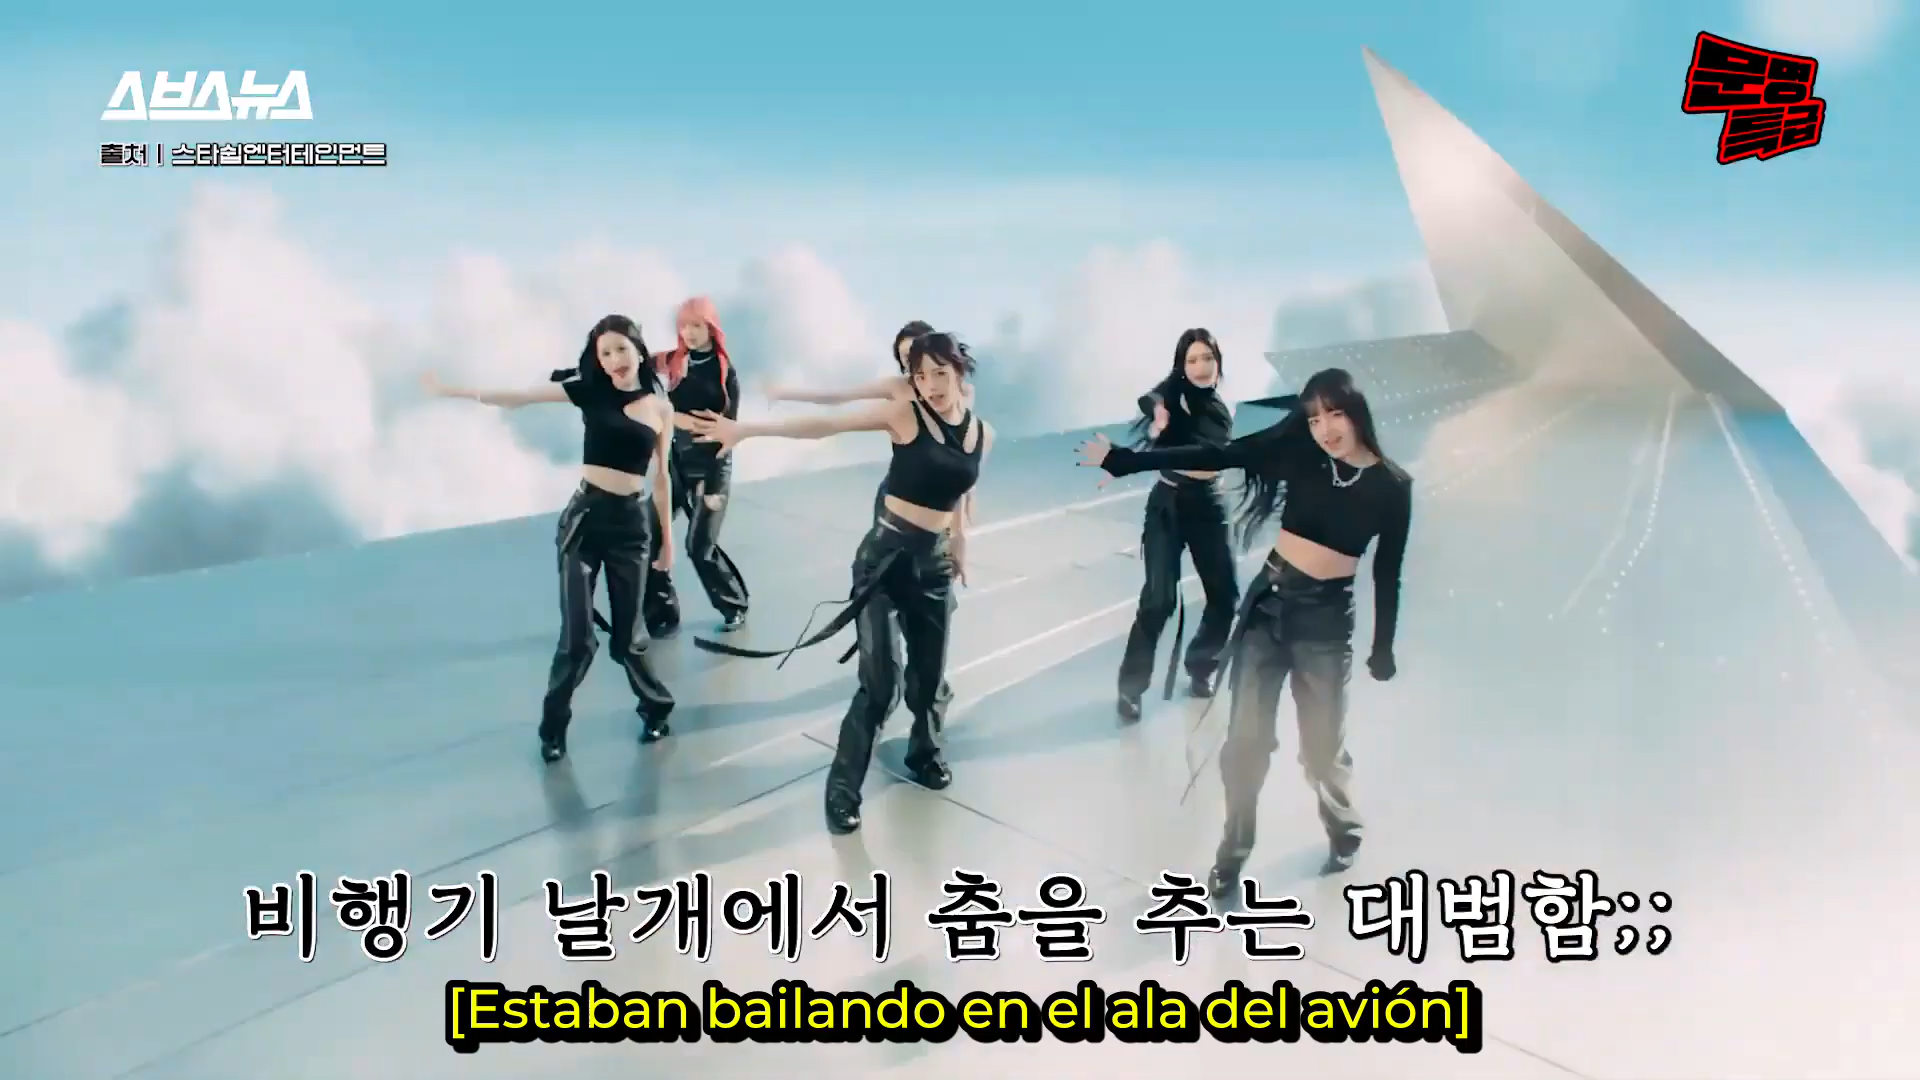 스브스뉴스
문명특급
출처 | 스타쉽엔터테인먼트
비행기 날개에서 춤을 추는 대범함;;
[Estaban bailando en el ala del avión]